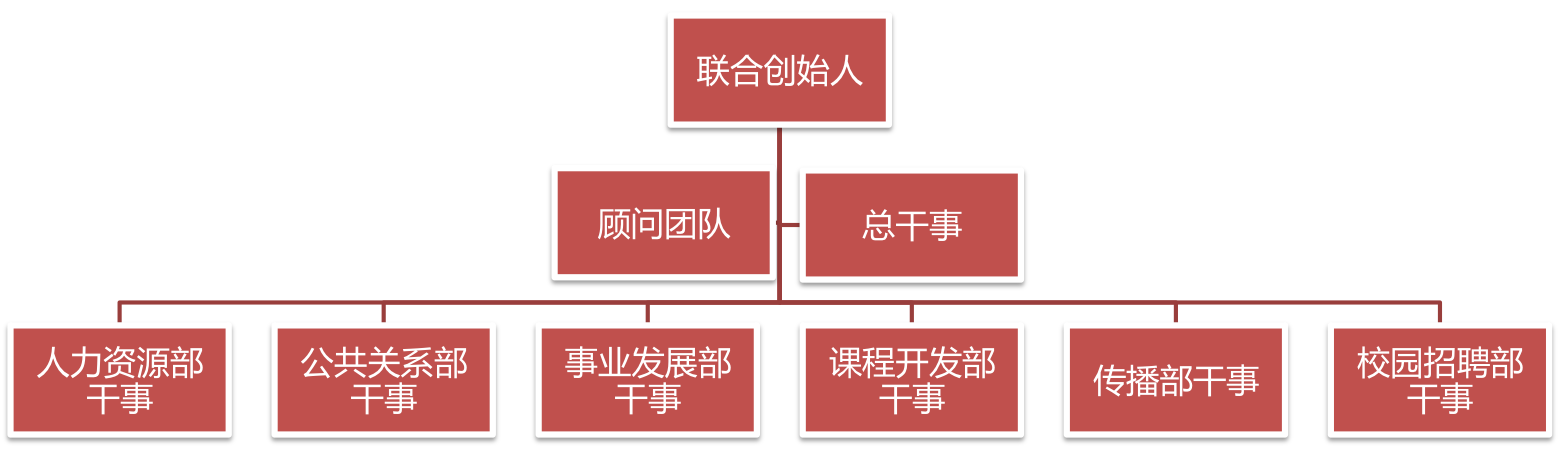 联合创始人
顾问团队
总干事
人力资源部
干事
公共关系部
干事
事业发展部
干事
课程开发部
干事
传播部干事
校园招聘部
干事